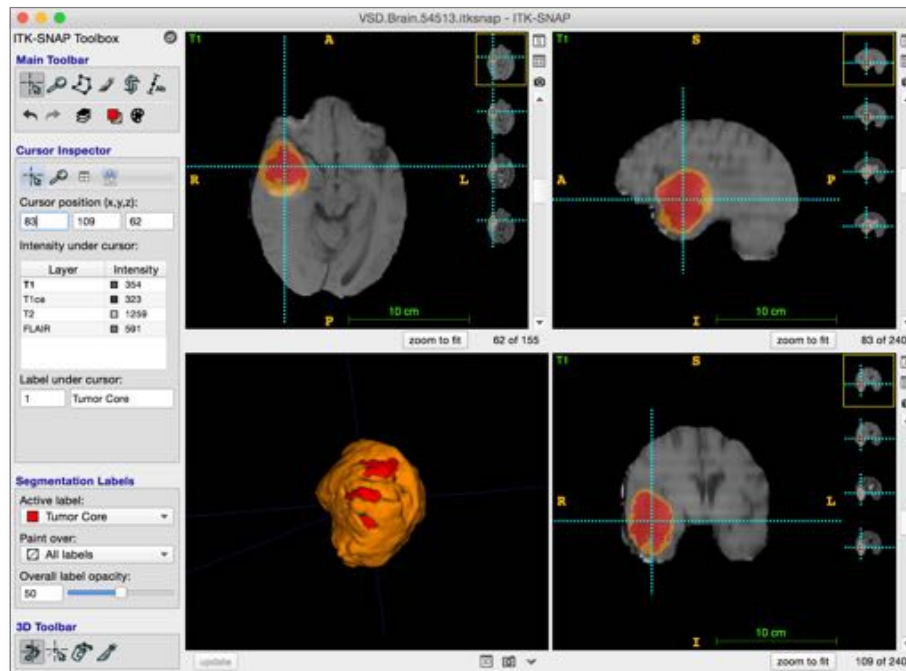 VSD.Brain.54513.itksnap - ITK-SNAP
ITK-SNAP Toolbox
Main Toolbar
Cursor Inspector
Cursor position (x,y,z):
83 109 62
Intensity under cursor:
Layer Intensity
T1 354
T1ce 323
T2 1259
FLAIR 591
Label under cursor:
1 Tumor Core
Segmentation Labels
Active label:
Tumor Core
Paint over:
All labels
Overall label opacity:
50
3D Toolbar
T1
A
R
L
P
10 cm
zoom to fit 62 of 155
T1
S
A
P
I
10 cm
zoom to fit 83 of 240
update
T1
S
R
L
I
10 cm
zoom to fit 109 of 240